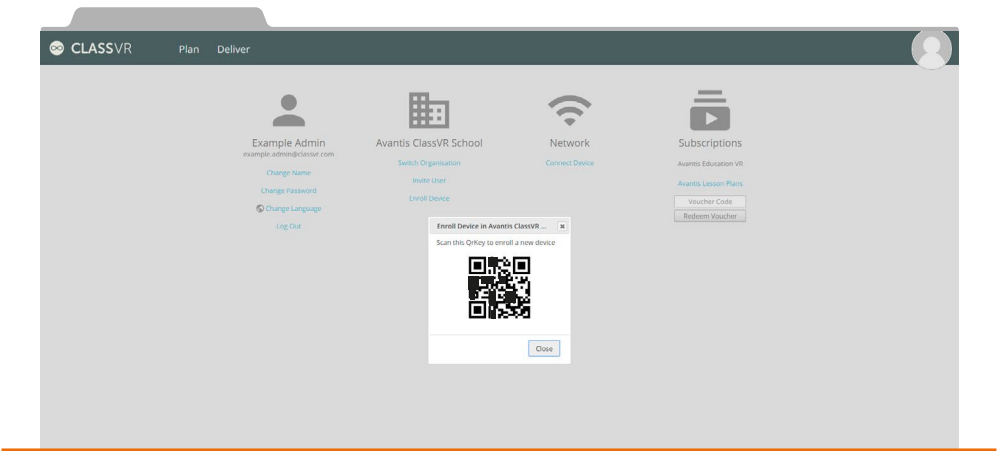 CLASSVR
Plan
Deliver
Example Admin
example.admin@classvr.com
Change Name
Change Password
Change Language
Log Out
Avantis ClassVR School
Switch Organisation
Invite User
Enroll Device
Network
Connect Device
Subscriptions
Avantis Education VR
Avantis Lesson Plans
Voucher Code
Redeem Voucher
Enroll Device in Avantis ClassVR ...
Scan this QrKey to enroll a new device
Close